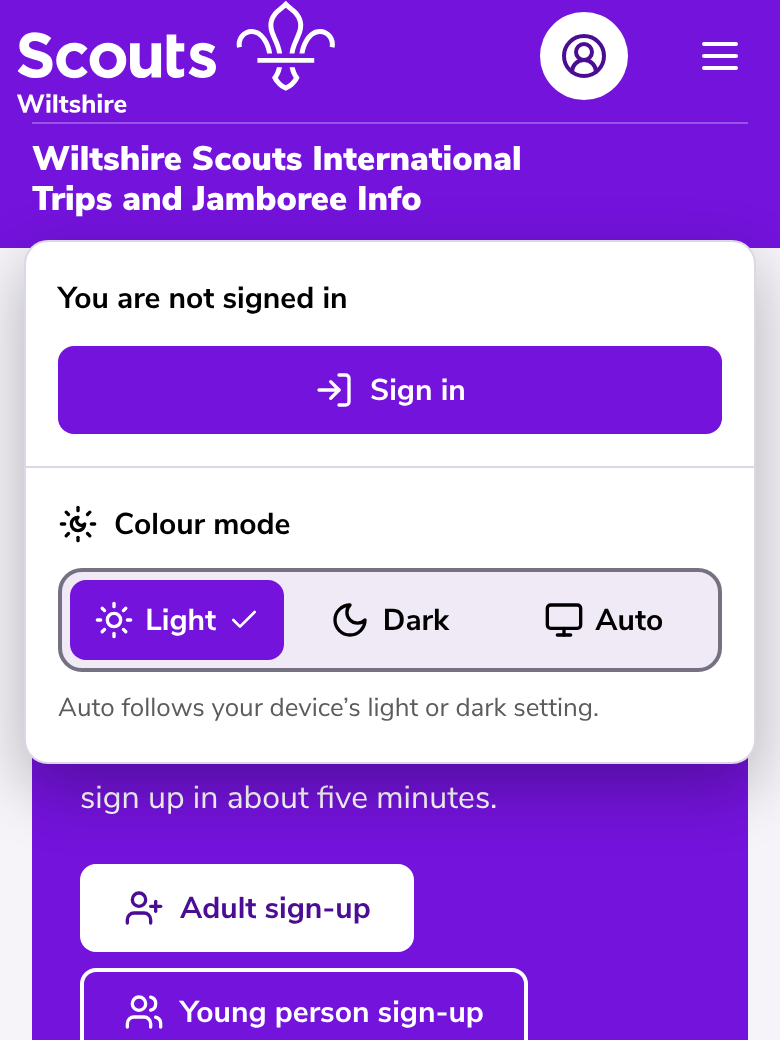 Scouts
Wiltshire
Wiltshire Scouts International
Trips and Jamboree Info
You are not signed in
Sign in
Colour mode
Light
Dark
Auto
Auto follows your device’s light or dark setting.
sign up in about five minutes.
Adult sign-up
Young person sign-up